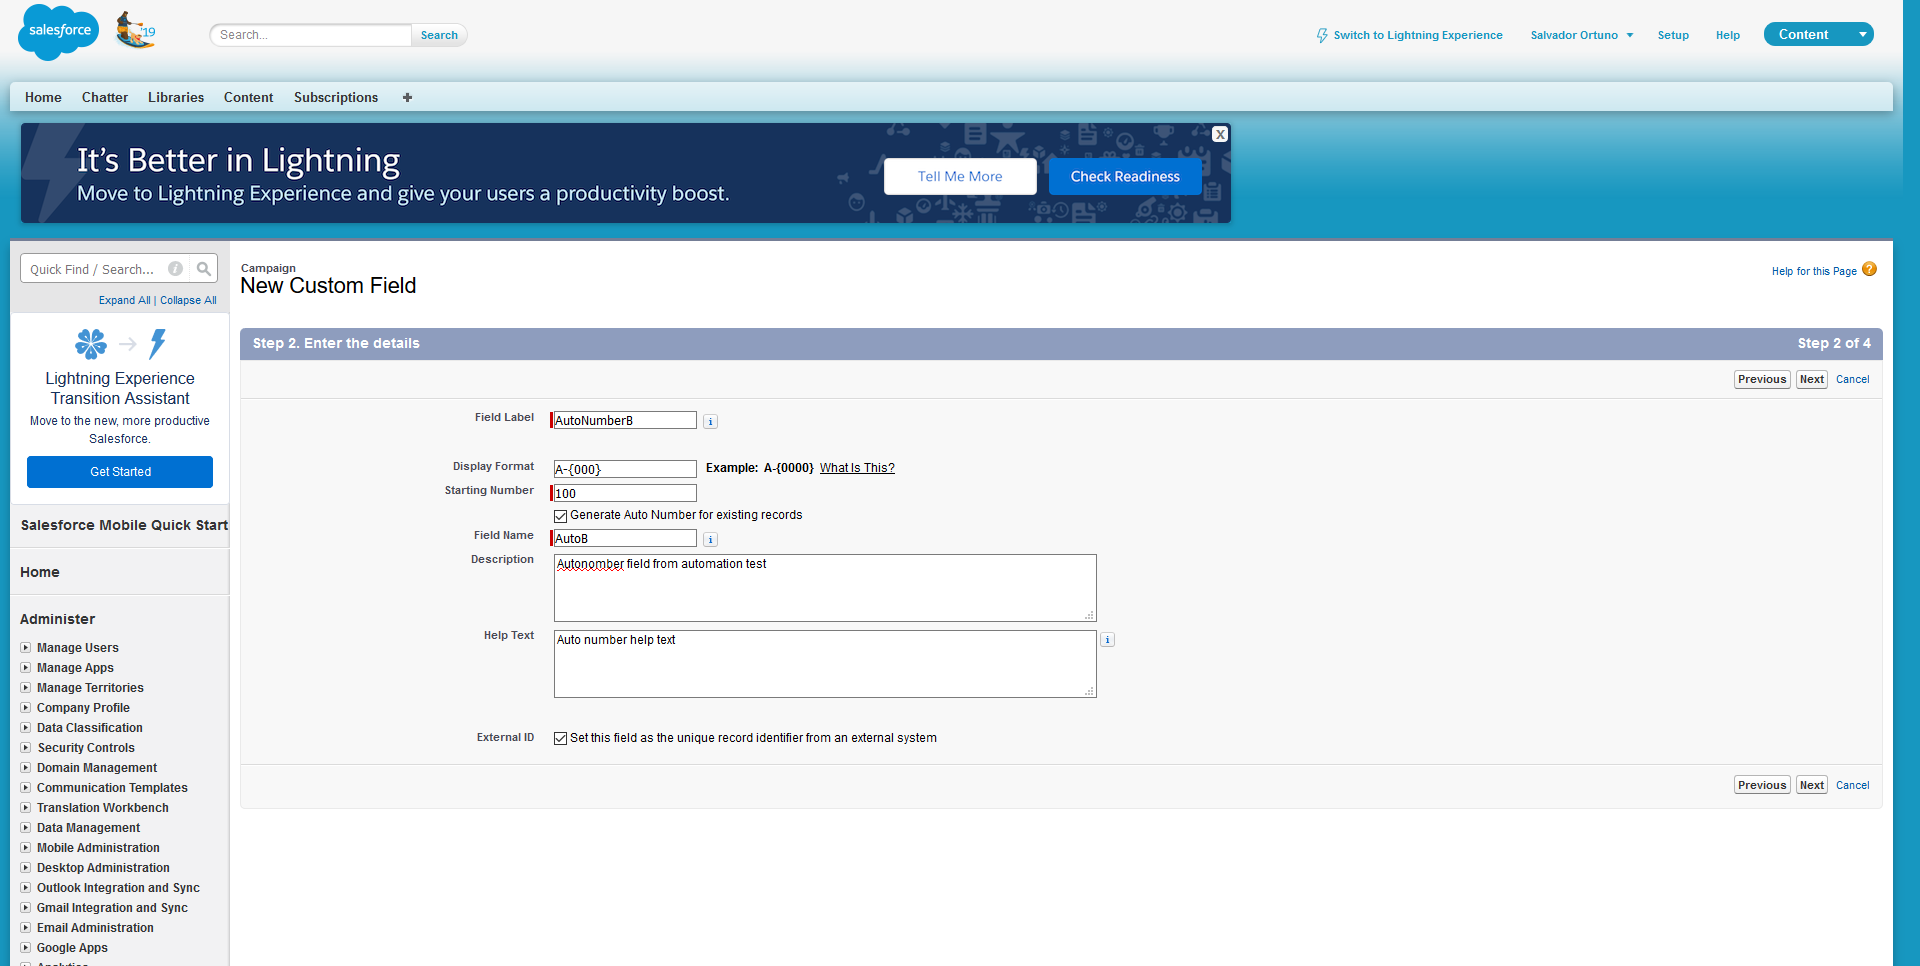 salesforce
'19
Search...
Search
Switch to Lightning Experience
Salvador Ortuno
Setup
Help
Content
Home
Chatter
Libraries
Content
Subscriptions
+
It's Better in Lightning
Move to Lightning Experience and give your users a productivity boost.
Tell Me More
Check Readiness
X
Quick Find / Search...
i
Expand All | Collapse All
Lightning Experience
Transition Assistant
Move to the new, more productive
Salesforce.
Get Started
Salesforce Mobile Quick Start
Home
Administer
Manage Users
Manage Apps
Manage Territories
Company Profile
Data Classification
Security Controls
Domain Management
Communication Templates
Translation Workbench
Data Management
Mobile Administration
Desktop Administration
Outlook Integration and Sync
Gmail Integration and Sync
Email Administration
Google Apps
Campaign
New Custom Field
Help for this Page ?
Step 2. Enter the details
Step 2 of 4
Previous
Next
Cancel
Field Label
AutoNumberB
i
Display Format
A-{000}
Example: A-{0000} What Is This?
Starting Number
100
Generate Auto Number for existing records
Field Name
AutoB
i
Description
Autonomber field from automation test
Help Text
Auto number help text
i
External ID
Set this field as the unique record identifier from an external system
Previous
Next
Cancel